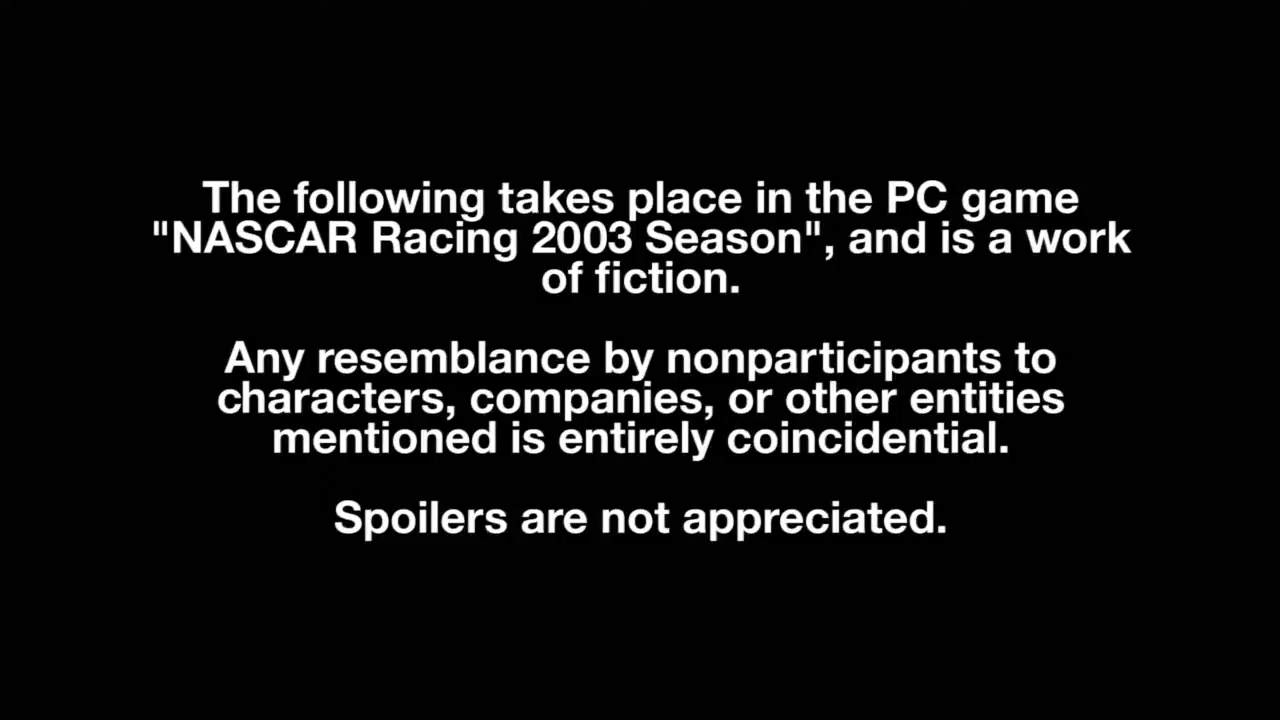 The following takes place in the PC game
"NASCAR Racing 2003 Season", and is a work
of fiction.
Any resemblance by nonparticipants to
characters, companies, or other entities
mentioned is entirely coincidential.
Spoilers are not appreciated.